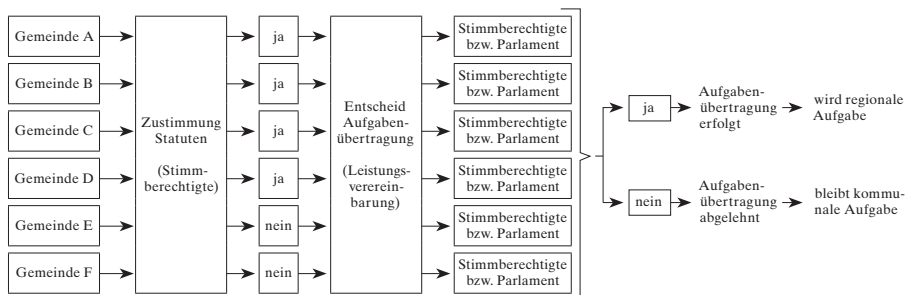 Gemeinde A
Gemeinde B
Gemeinde C
Gemeinde D
Gemeinde E
Gemeinde F
Zustimmung
Statuten
(Stimm-
berechtigte)
ja
ja
ja
ja
nein
nein
Entscheid
Aufgaben-
übertragung
(Leistungs-
verereinbarung)
Stimmberechtigte
bzw. Parlament
Stimmberechtigte
bzw. Parlament
Stimmberechtigte
bzw. Parlament
Stimmberechtigte
bzw. Parlament
Stimmberechtigte
bzw. Parlament
Stimmberechtigte
bzw. Parlament
ja
Aufgaben-
übertragung
erfolgt
wird regionale
Aufgabe
nein
Aufgaben-
übertragung
abgelehnt
bleibt kommu-
nale Aufgabe